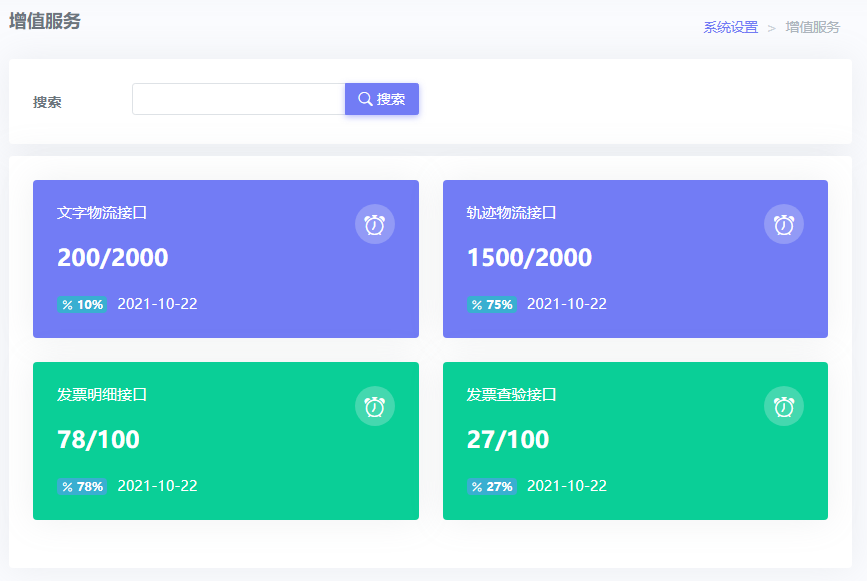 增值服务
系统设置 > 增值服务
搜索
搜索
文字物流接口
200/2000
% 10% 2021-10-22
轨迹物流接口
1500/2000
% 75% 2021-10-22
发票明细接口
78/100
% 78% 2021-10-22
发票查验接口
27/100
% 27% 2021-10-22